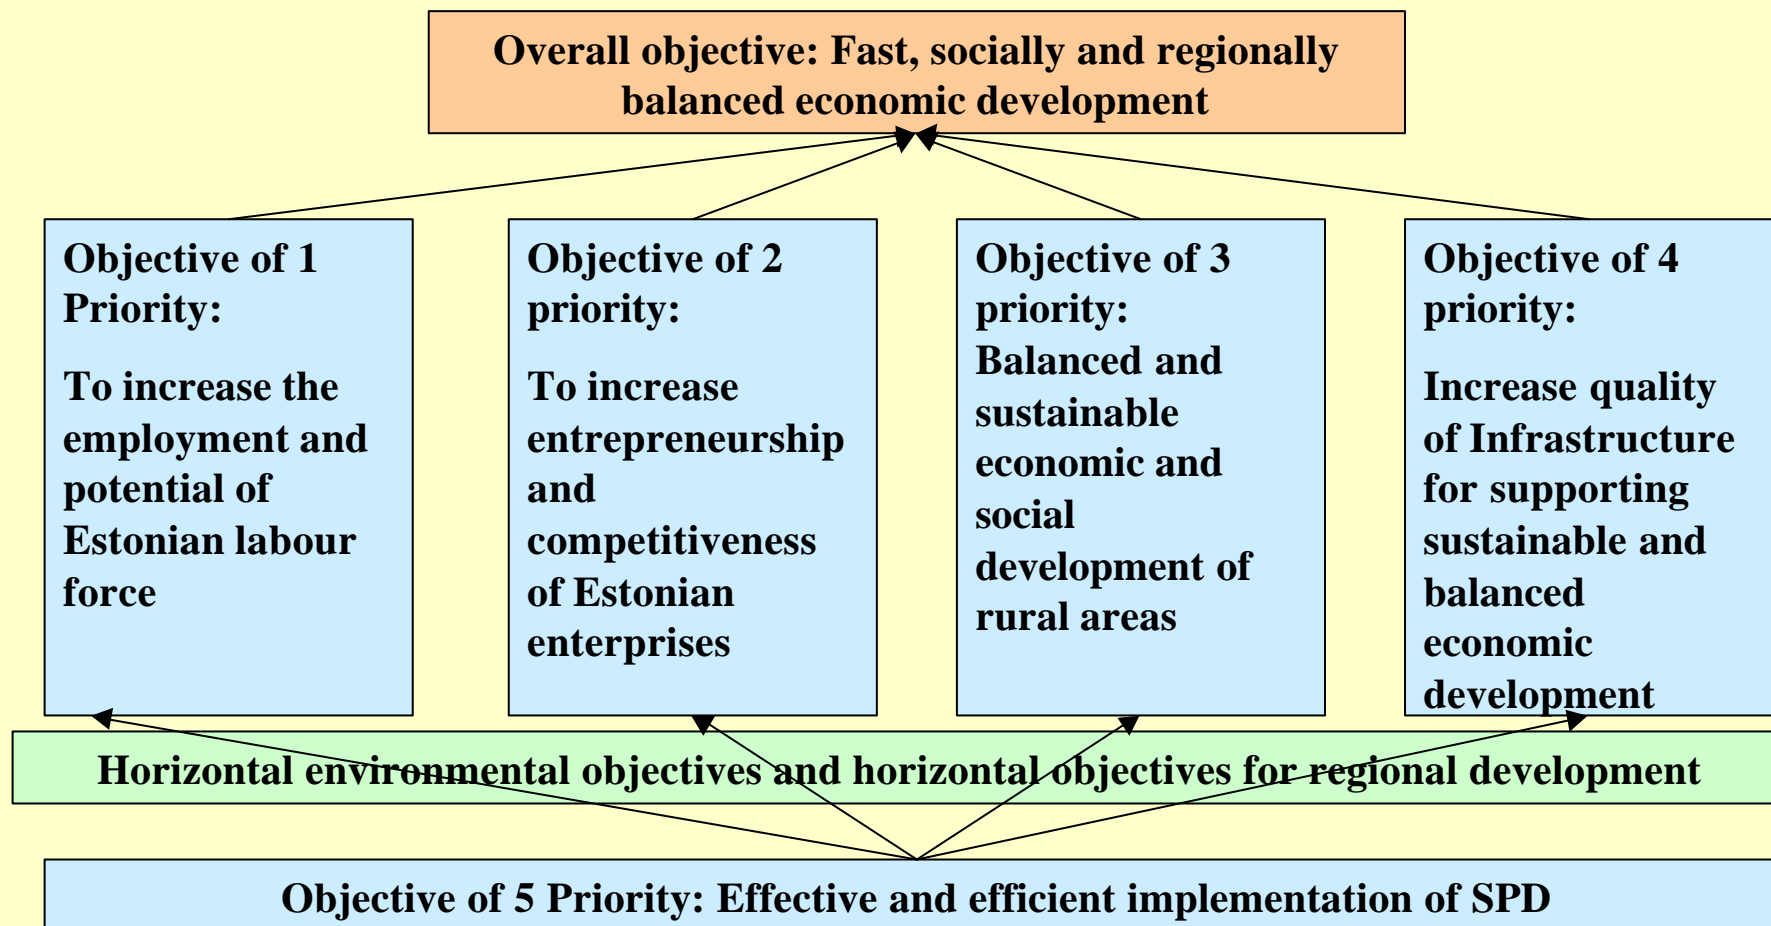 Overall objective: Fast, socially and regionally
balanced economic development
Objective of 1
Priority:
To increase the
employment and
potential of
Estonian labour
force
Objective of 2
priority:
To increase
entrepreneurship
and
competitiveness
of Estonian
enterprises
Objective of 3
priority:
Balanced and
sustainable
economic and
social
development of
rural areas
Objective of 4
priority:
Increase quality
of Infrastructure
for supporting
sustainable and
balanced
economic
development
Horizontal environmental objectives and horizontal objectives for regional development
Objective of 5 Priority: Effective and efficient implementation of SPD